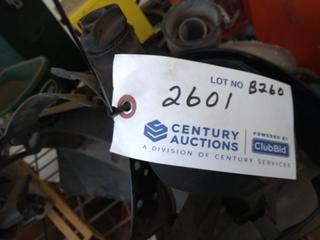 LOT NO B260
2601
CENTURY
AUCTIONS
POWERED BY
ClubBid
A DIVISION OF CENTURY SERVICES